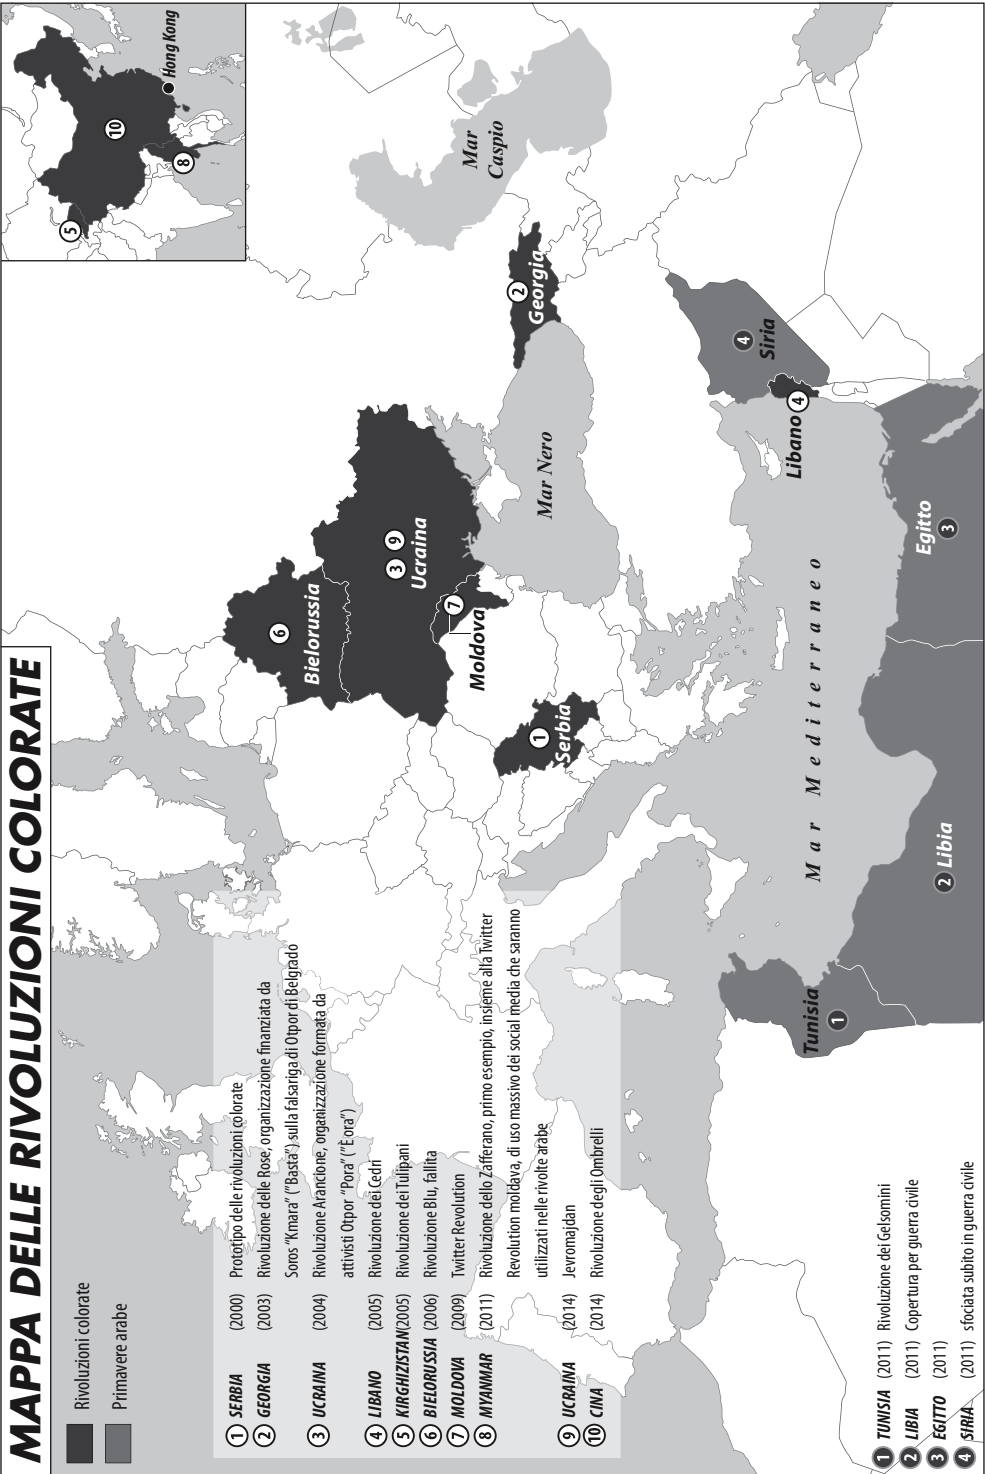 MAPPA DELLE RIVOLUZIONI COLORATE
Rivoluzioni colorate
Primavere arabe
1 SERBIA (2000) Prototipo delle rivoluzioni colorate
2 GEORGIA (2003) Rivoluzione delle Rose, organizzazione finanziata da
Soros "Kmara" ("Basta") sulla falsariga di Otpor di Belgrado
3 UCRAINA (2004) Rivoluzione Arancione, organizzazione formata da
attivisti Otpor "Pora" ("È ora")
4 LIBANO (2005) Rivoluzione dei Cedri
5 KIRGHIZISTAN (2005) Rivoluzione dei Tulipani
6 BIELORUSSIA (2006) Rivoluzione Blu, fallita
7 MOLDOVA (2009) Twitter Revolution
8 MYANMAR (2011) Rivoluzione dello Zafferano, primo esempio, insieme alla Twitter
Revolution moldava, di uso massivo dei social media che saranno
utilizzati nelle rivolte arabe
9 UCRAINA (2014) Jevromajdan
10 CINA (2014) Rivoluzione degli Ombrelli
1 TUNISIA (2011) Rivoluzione dei Gelsomini
2 LIBIA (2011) Copertura per guerra civile
3 EGITTO (2011)
4 SIRIA (2011) sfociata subito in guerra civile
6
Bielorussia
3 9
Ucraina
7
Moldova
1
Serbia
2
Georgia
Mar Nero
Mar
Caspio
4
Siria
Libano 4
Mar Mediterraneo
Egitto
3
2 Libia
Tunisia
1
5
10
8
Hong Kong